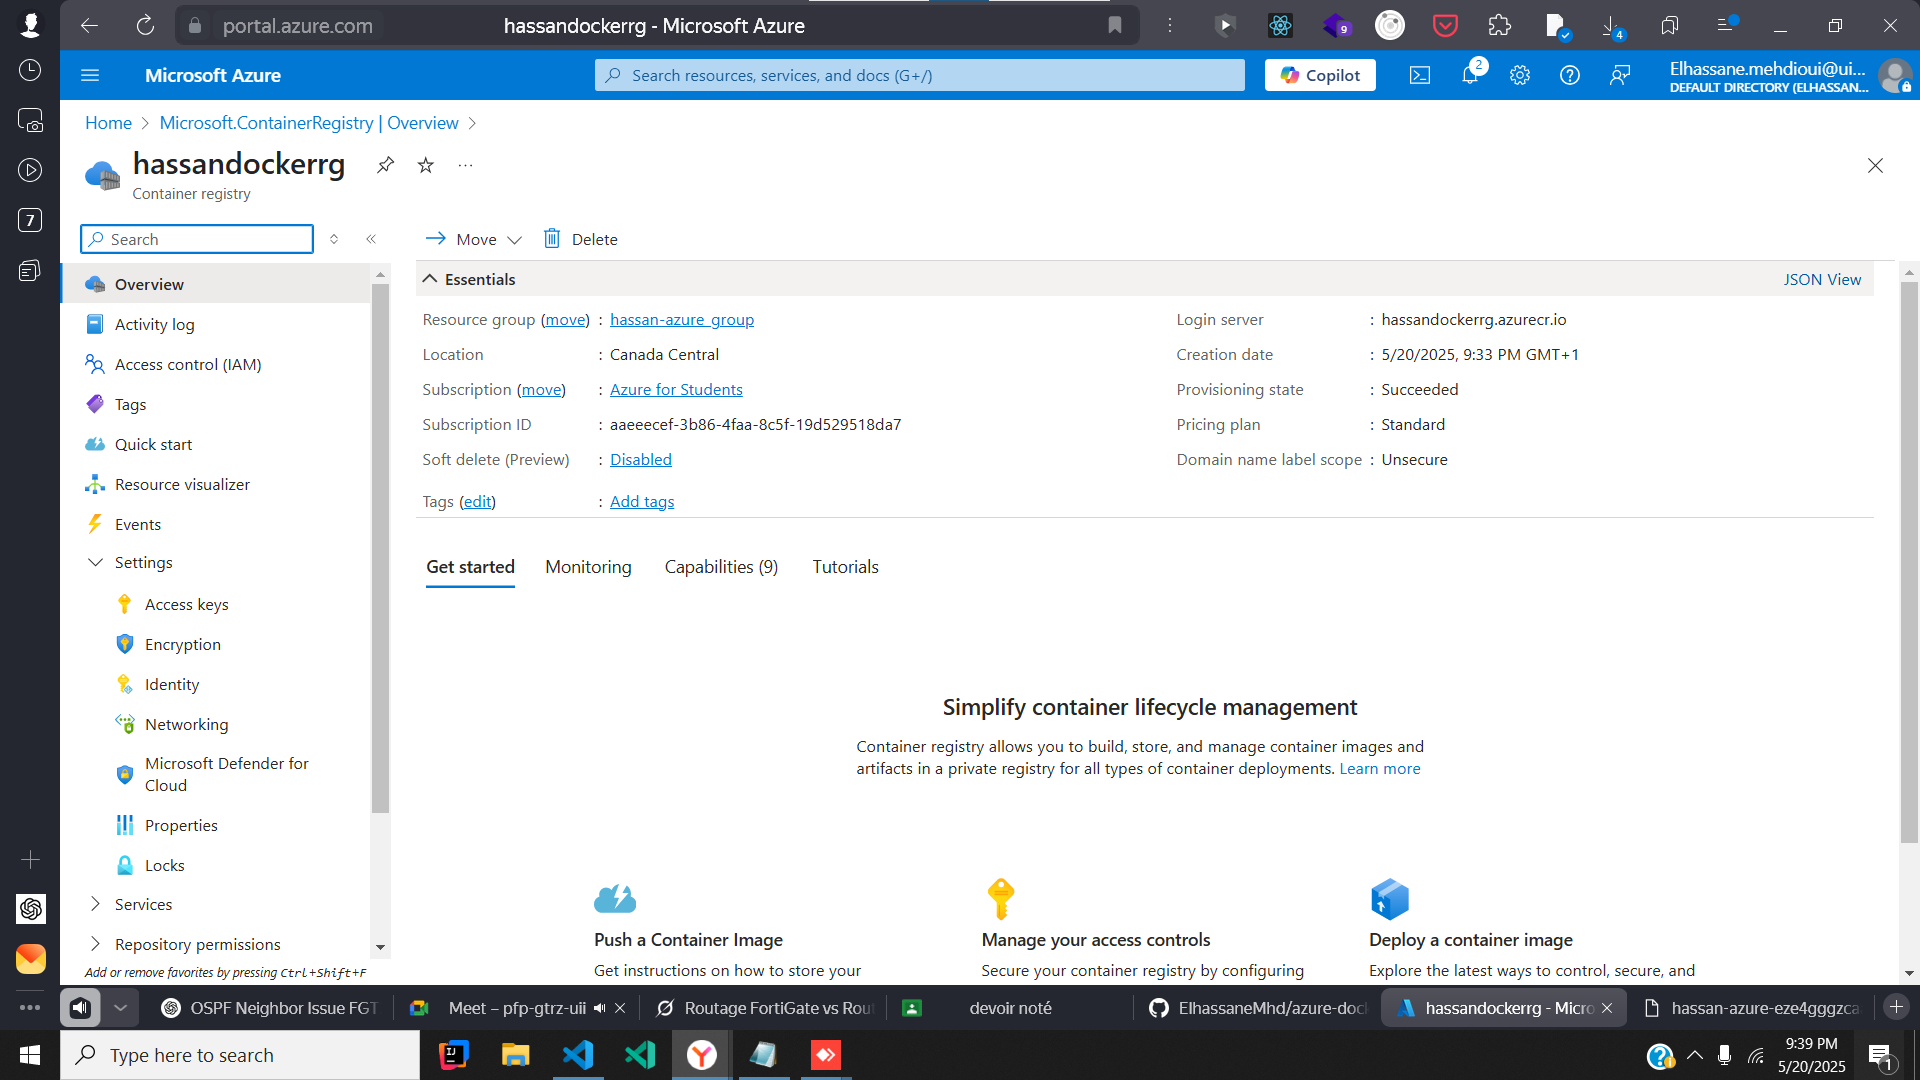 portal.azure.com
hassandockerrg - Microsoft Azure
9
4
Microsoft Azure
Search resources, services, and docs (G+/)
Copilot
2
Elhassane.mehdioui@ui...
DEFAULT DIRECTORY (ELHASSAN...
Home
Microsoft.ContainerRegistry | Overview
hassandockerrg
Container registry
7
Search
Move
Delete
Overview
Activity log
Access control (IAM)
Tags
Quick start
Resource visualizer
Events
Settings
Access keys
Encryption
Identity
Networking
Microsoft Defender for
Cloud
Properties
Locks
Services
Repository permissions
Add or remove favorites by pressing Ctrl+Shift+F
Essentials
JSON View
Resource group (move) : hassan-azure_group
Location : Canada Central
Subscription (move) : Azure for Students
Subscription ID : aaeeecef-3b86-4faa-8c5f-19d529518da7
Soft delete (Preview) : Disabled
Tags (edit) : Add tags
Login server : hassandockerrg.azurecr.io
Creation date : 5/20/2025, 9:33 PM GMT+1
Provisioning state : Succeeded
Pricing plan : Standard
Domain name label scope : Unsecure
Get started
Monitoring
Capabilities (9)
Tutorials
Simplify container lifecycle management
Container registry allows you to build, store, and manage container images and
artifacts in a private registry for all types of container deployments. Learn more
Push a Container Image
Get instructions on how to store your
Manage your access controls
Secure your container registry by configuring
Deploy a container image
Explore the latest ways to control, secure, and
OSPF Neighbor Issue FGT
Meet – pfp-gtrz-uii
Routage FortiGate vs Rout
devoir noté
ElhassaneMhd/azure-dock
hassandockerrg - Micro
hassan-azure-eze4gggzca
Type here to search
9:39 PM
5/20/2025
1